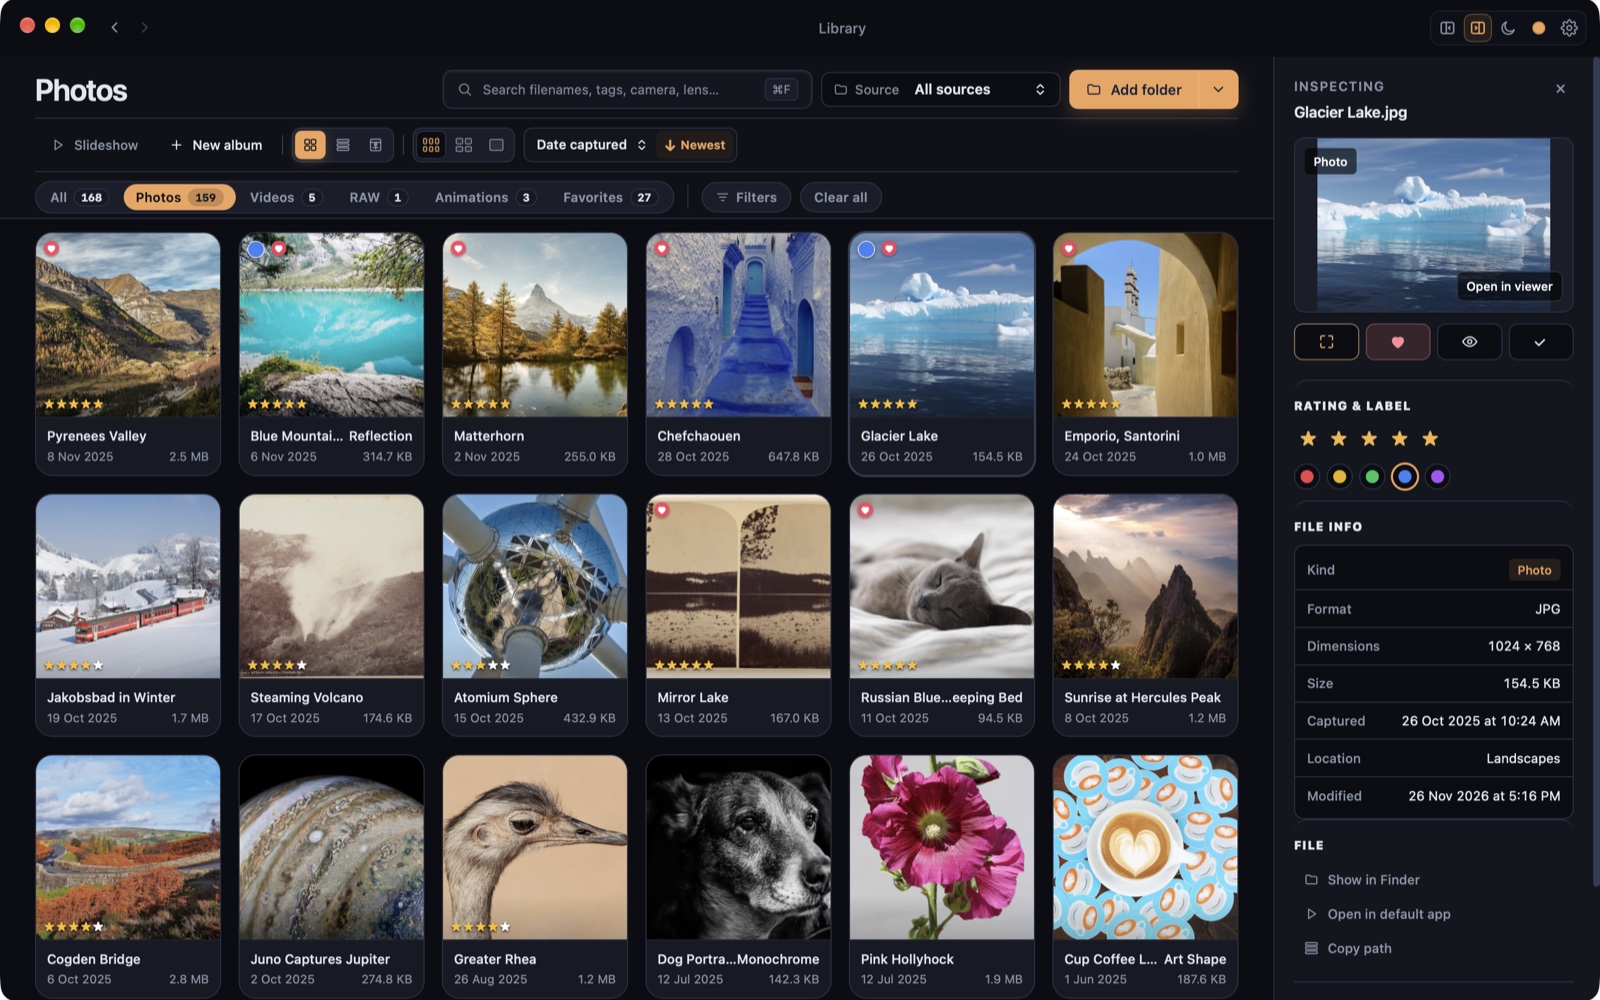 Library
Photos
Search filenames, tags, camera, lens... ⌘F
Source All sources
Add folder
Slideshow
New album
Date captured
Newest
All 168
Photos 159
Videos 5
RAW 1
Animations 3
Favorites 27
Filters
Clear all
Pyrenees Valley
8 Nov 2025 2.5 MB
Blue Mountai... Reflection
6 Nov 2025 314.7 KB
Matterhorn
2 Nov 2025 255.0 KB
Chefchaouen
28 Oct 2025 647.8 KB
Glacier Lake
26 Oct 2025 154.5 KB
Emporio, Santorini
24 Oct 2025 1.0 MB
Jakobsbad in Winter
19 Oct 2025 1.7 MB
Steaming Volcano
17 Oct 2025 174.6 KB
Atomium Sphere
15 Oct 2025 432.9 KB
Mirror Lake
13 Oct 2025 167.0 KB
Russian Blue...eeping Bed
11 Oct 2025 94.5 KB
Sunrise at Hercules Peak
8 Oct 2025 1.2 MB
Cogden Bridge
6 Oct 2025 2.8 MB
Juno Captures Jupiter
2 Oct 2025 274.8 KB
Greater Rhea
26 Aug 2025 1.2 MB
Dog Portra...Monochrome
12 Jul 2025 142.3 KB
Pink Hollyhock
12 Jul 2025 1.9 MB
Cup Coffee L... Art Shape
1 Jun 2025 187.6 KB
INSPECTING
Glacier Lake.jpg
Photo
Open in viewer
RATING & LABEL
FILE INFO
Kind Photo
Format JPG
Dimensions 1024 × 768
Size 154.5 KB
Captured 26 Oct 2025 at 10:24 AM
Location Landscapes
Modified 26 Nov 2026 at 5:16 PM
FILE
Show in Finder
Open in default app
Copy path